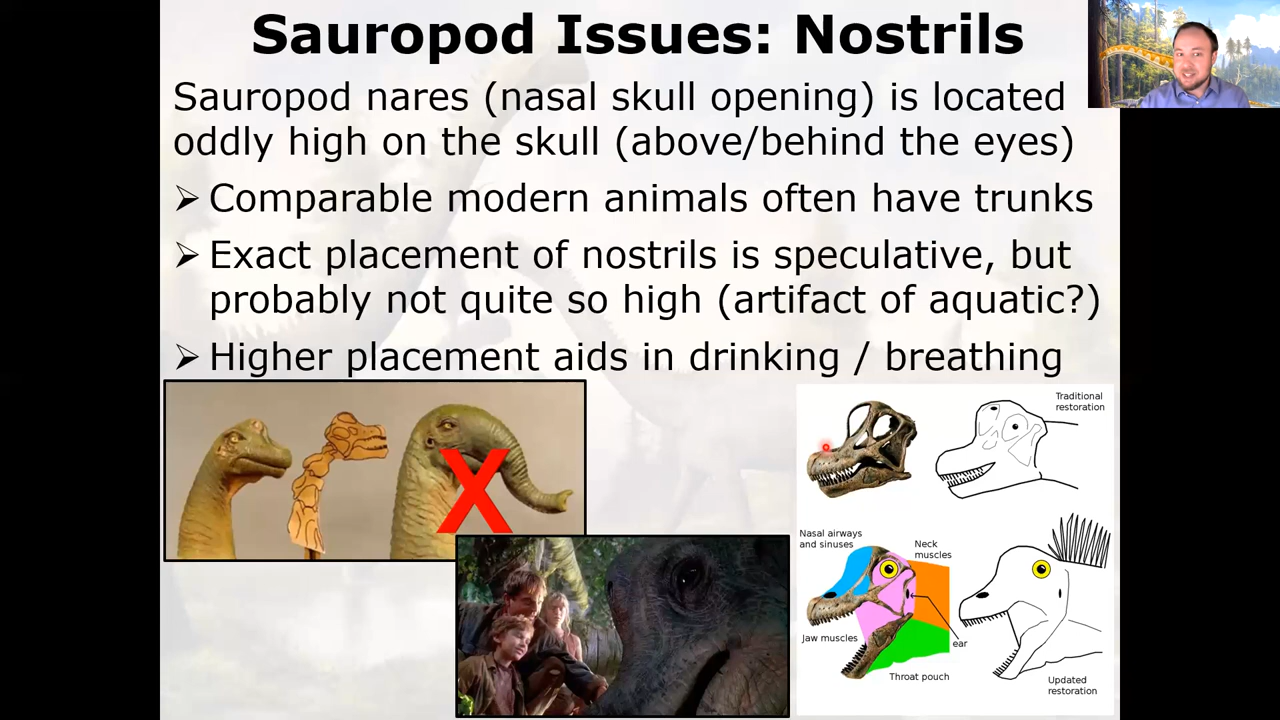 Sauropod Issues: Nostrils
Sauropod nares (nasal skull opening) is located
oddly high on the skull (above/behind the eyes)
➢ Comparable modern animals often have trunks
➢ Exact placement of nostrils is speculative, but
probably not quite so high (artifact of aquatic?)
➢ Higher placement aids in drinking / breathing
X
Traditional
restoration
Nasal airways
and sinuses
Neck
muscles
Jaw muscles
ear
Throat pouch
Updated
restoration